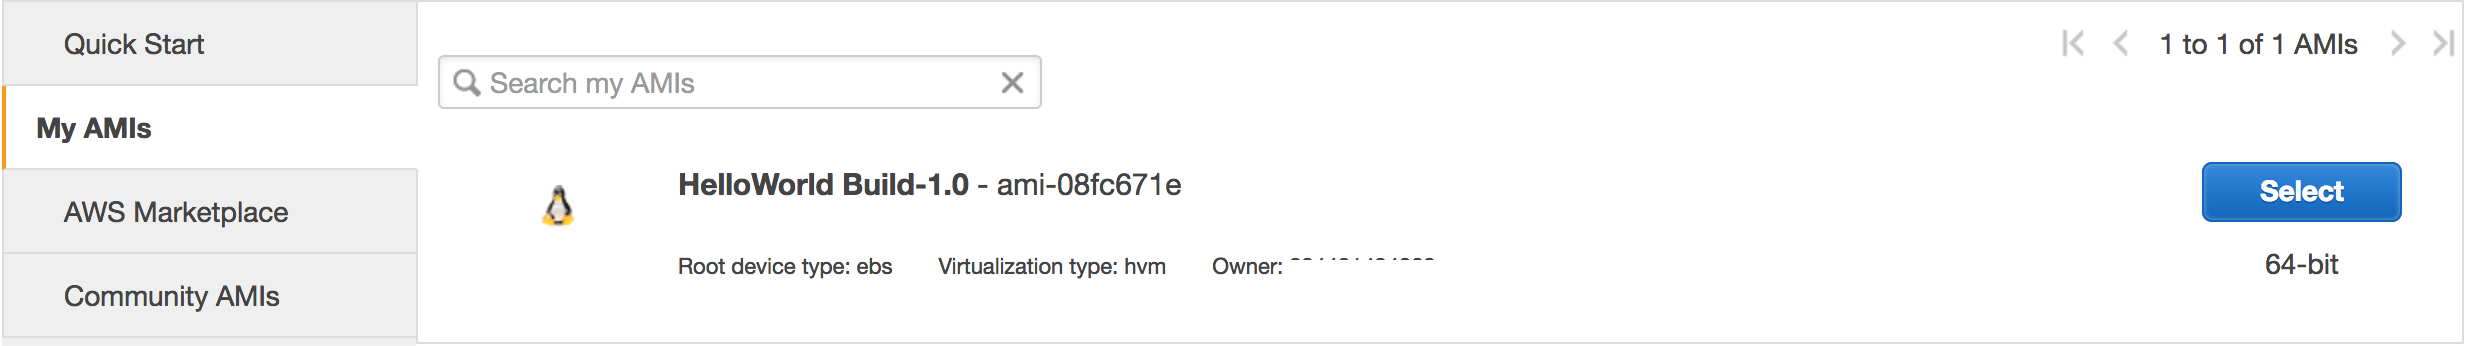 Quick Start
My AMIs
AWS Marketplace
Community AMIs
Search my AMIs
1 to 1 of 1 AMIs
HelloWorld Build-1.0 - ami-08fc671e
Select
Root device type: ebs Virtualization type: hvm Owner:
64-bit